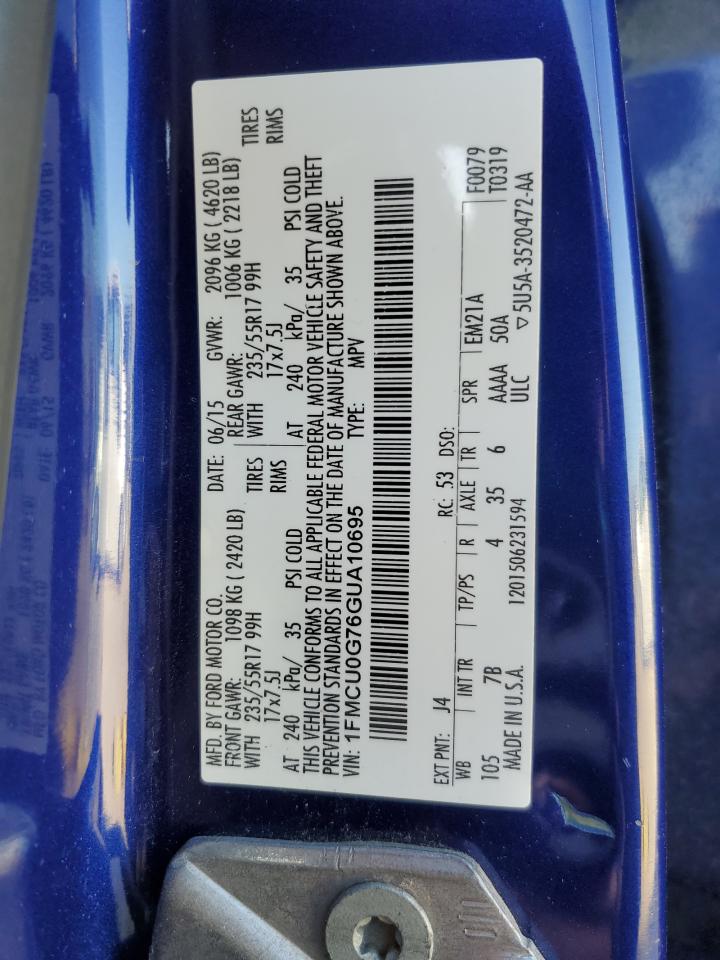 MFD. BY FORD MOTOR CO. DATE: 06/15 GVWR: 2096 KG ( 4620 LB)
FRONT GAWR: 1098 KG ( 2420 LB) REAR GAWR: 1006 KG ( 2218 LB)
WITH 235/55R17 99H TIRES WITH 235/55R17 99H TIRES
17x7.5J RIMS 17x7.5J RIMS
AT 240 kPa/ 35 PSI COLD AT 240 kPa/ 35 PSI COLD
THIS VEHICLE CONFORMS TO ALL APPLICABLE FEDERAL MOTOR VEHICLE SAFETY AND THEFT
PREVENTION STANDARDS IN EFFECT ON THE DATE OF MANUFACTURE SHOWN ABOVE.
VIN: 1FMCU0G76GUA10695 TYPE: MPV
EXT PNT: J4 RC: 53 DSO:
WB INT TR TP/PS R AXLE TR SPR EM21A F0079
105 7B 4 35 6 AAAA 50A T0319
MADE IN U.S.A. 1201506231594 ULC ▽5U5A-3520472-AA